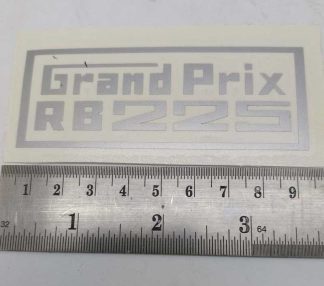 Grand Prix
RB225
1 2 3 4 5 6 7 8 9
32 1 2 3 64